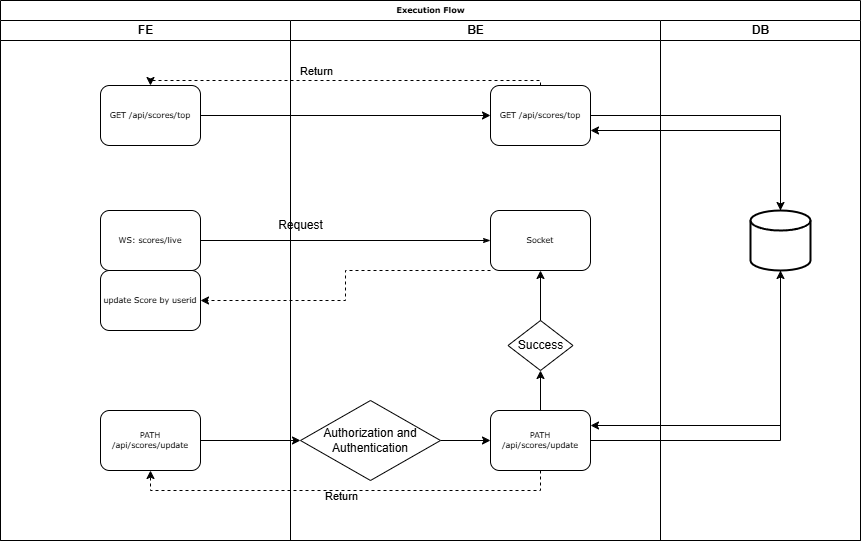 Execution Flow
FE
BE
DB
Return
GET /api/scores/top
GET /api/scores/top
Request
WS: scores/live
Socket
update Score by userid
Success
Authorization and
Authentication
PATH
/api/scores/update
PATH
/api/scores/update
Return